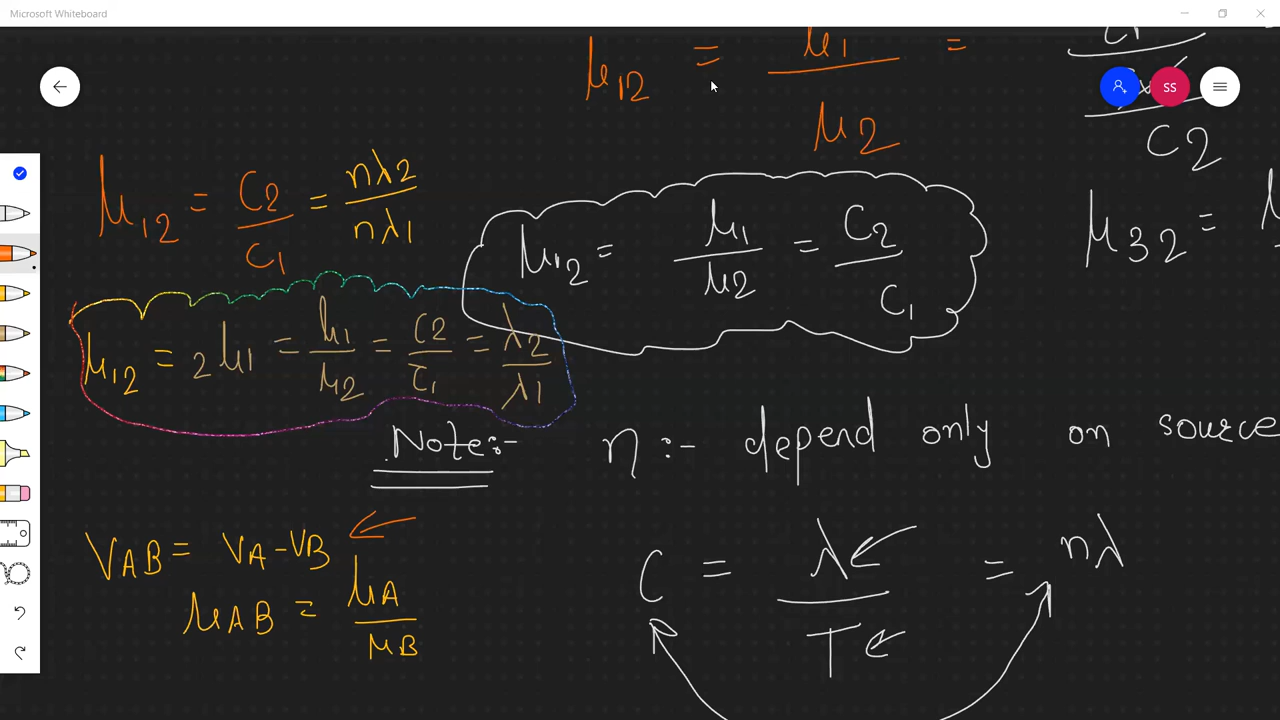 Microsoft Whiteboard
μ12 = μ1 / μ2 =
SS
C2
μ12 = C2 / C1 = nλ2 / nλ1
μ12 = μ1 / μ2 = C2 / C1
μ32 =
μ12 = 2μ1 = μ1 / μ2 = C2 / C1 = λ2 / λ1
Note:-
n :- depend only on source
VAB = VA - VB
μAB = μA / μB
C = λ / T = nλ